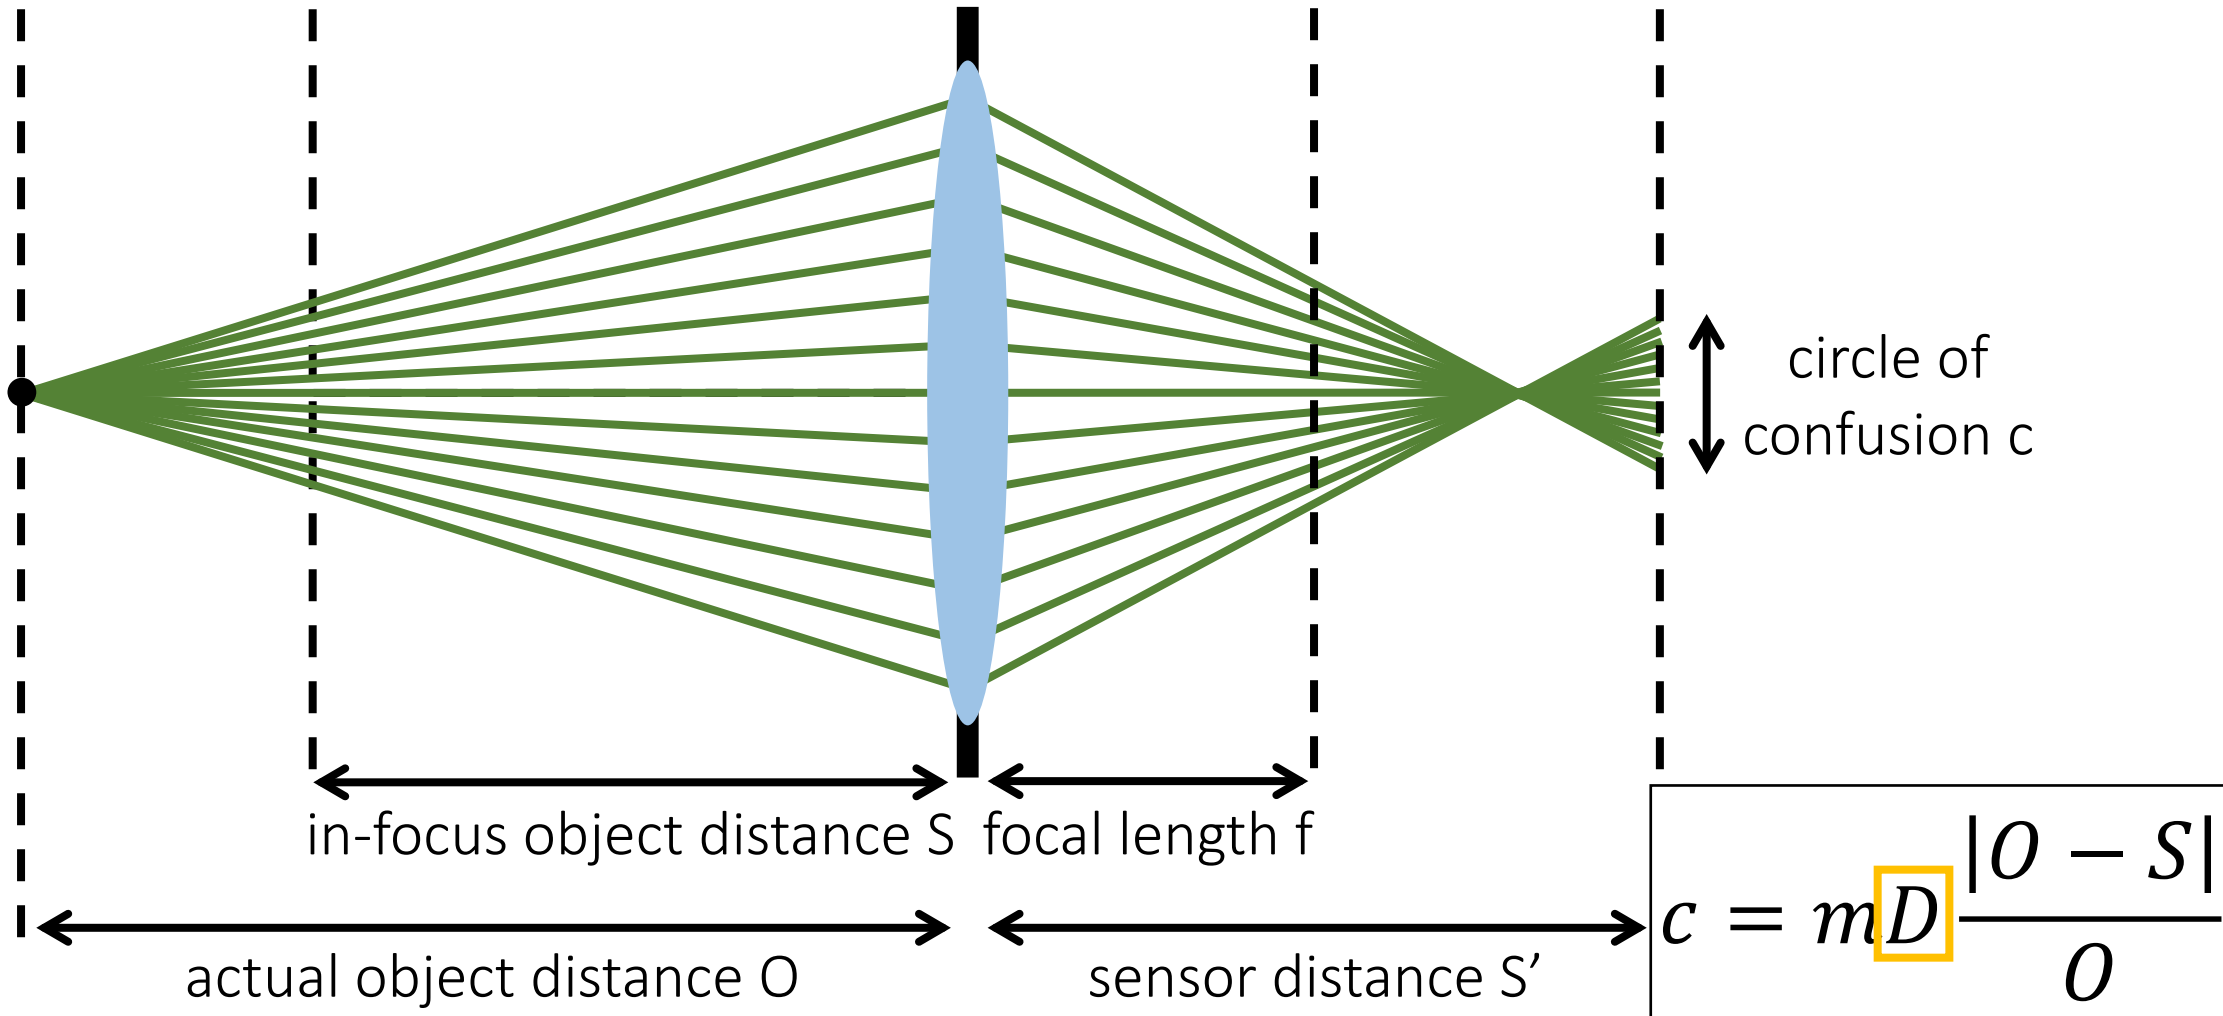 circle of
confusion c
in-focus object distance S
focal length f
actual object distance O
sensor distance S’
c = mD |O − S| / O